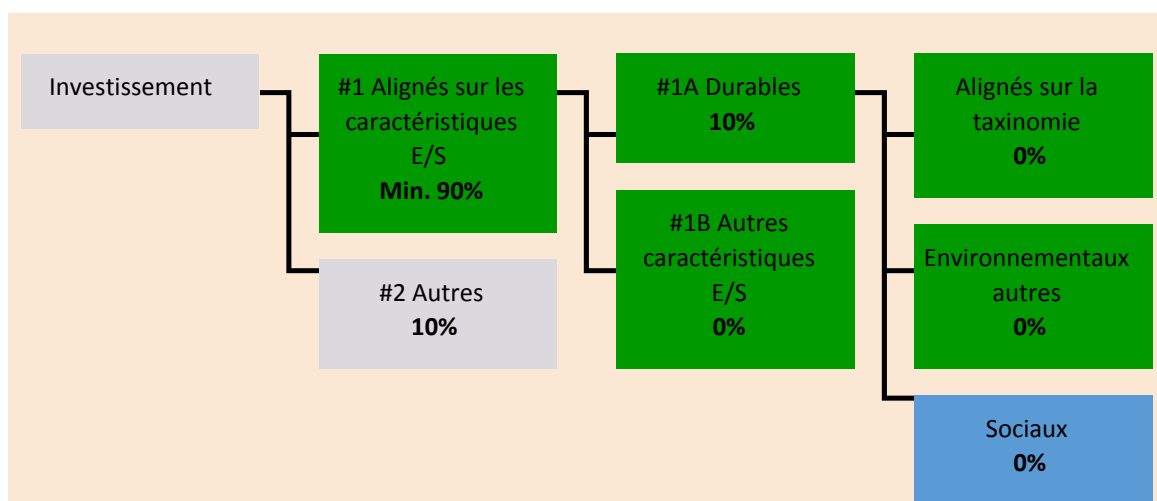 Investissement
#1 Alignés sur les
caractéristiques
E/S
Min. 90%
#2 Autres
10%
#1A Durables
10%
#1B Autres
caractéristiques
E/S
0%
Alignés sur la
taxinomie
0%
Environnementaux
autres
0%
Sociaux
0%